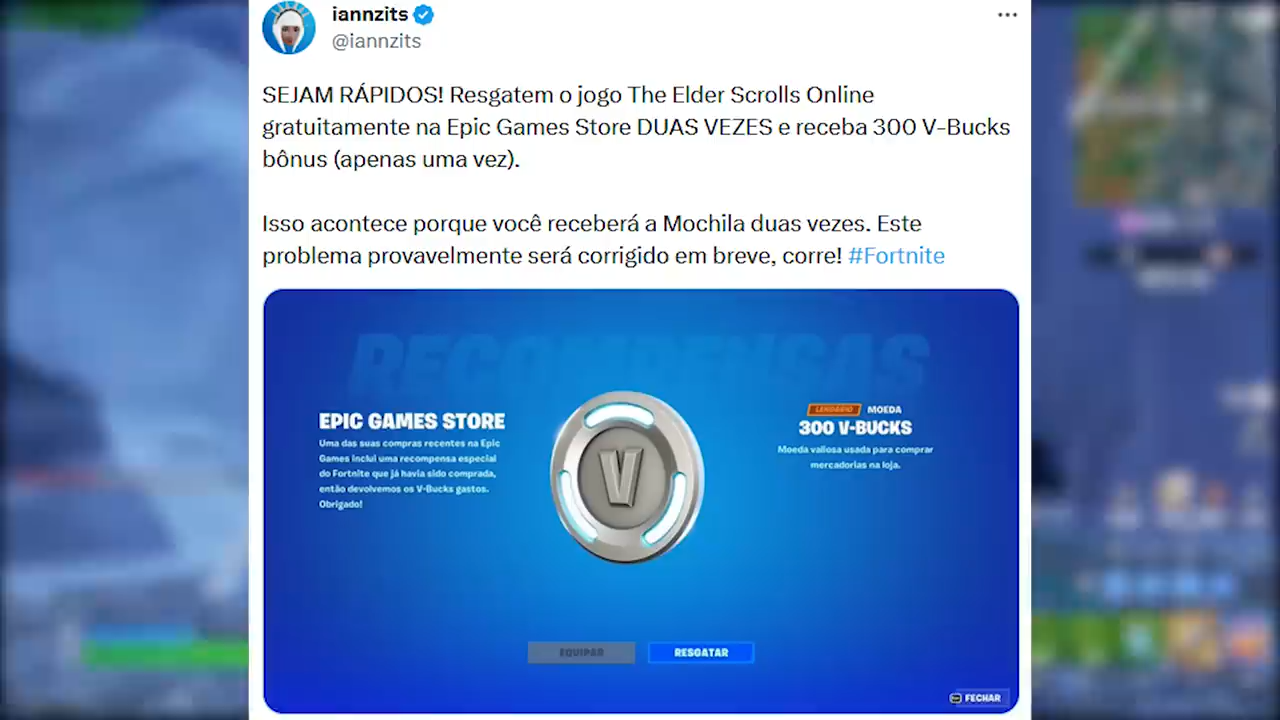 iannzits
@iannzits
SEJAM RÁPIDOS! Resgatem o jogo The Elder Scrolls Online
gratuitamente na Epic Games Store DUAS VEZES e receba 300 V-Bucks
bônus (apenas uma vez).
Isso acontece porque você receberá a Mochila duas vezes. Este
problema provavelmente será corrigido em breve, corre! #Fortnite
RECOMPENSAS
EPIC GAMES STORE
Uma das suas compras recentes na Epic
Games inclui uma recompensa especial
do Fortnite que já havia sido comprada,
então devolvemos os V-Bucks gastos.
Obrigado!
LENDÁRIO MOEDA
300 V-BUCKS
Moeda valiosa usada para comprar
mercadorias na loja.
V
EQUIPAR
RESGATAR
FECHAR